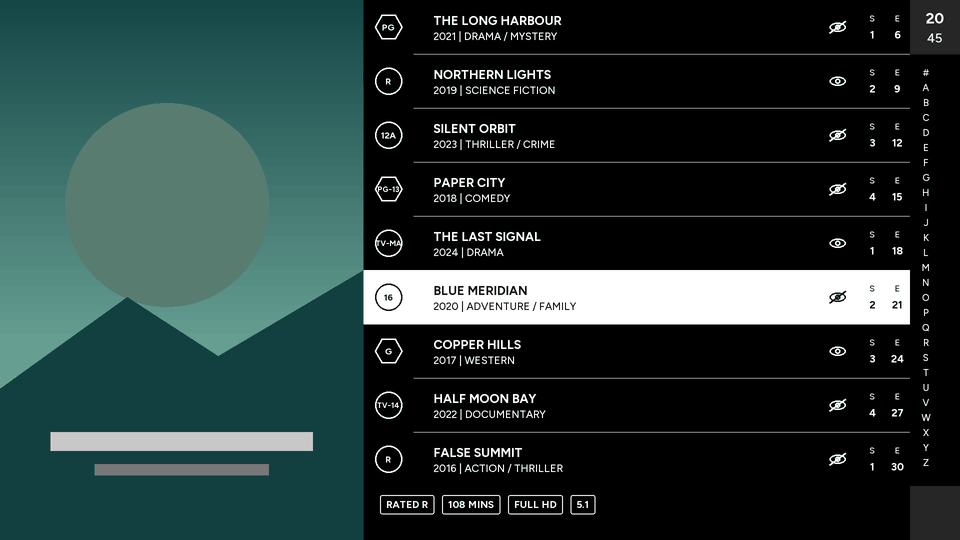 PG
THE LONG HARBOUR
2021 | DRAMA / MYSTERY
S E
1 6
R
NORTHERN LIGHTS
2019 | SCIENCE FICTION
S E
2 9
12A
SILENT ORBIT
2023 | THRILLER / CRIME
S E
3 12
PG-13
PAPER CITY
2018 | COMEDY
S E
4 15
TV-MA
THE LAST SIGNAL
2024 | DRAMA
S E
1 18
16
BLUE MERIDIAN
2020 | ADVENTURE / FAMILY
S E
2 21
G
COPPER HILLS
2017 | WESTERN
S E
3 24
TV-14
HALF MOON BAY
2022 | DOCUMENTARY
S E
4 27
R
FALSE SUMMIT
2016 | ACTION / THRILLER
S E
1 30
RATED R 108 MINS FULL HD 5.1
20
45
#
A
B
C
D
E
F
G
H
I
J
K
L
M
N
O
P
Q
R
S
T
U
V
W
X
Y
Z